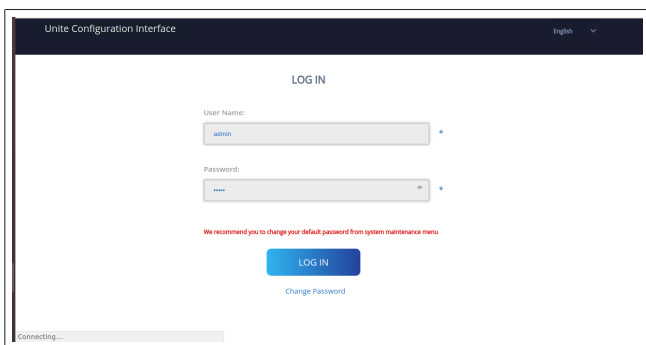 Unite Configuration Interface
English
LOG IN
User Name:
admin
*
Password:
•••••
*
We recommend you to change your default password from system maintenance menu
LOG IN
Change Password
Connecting...